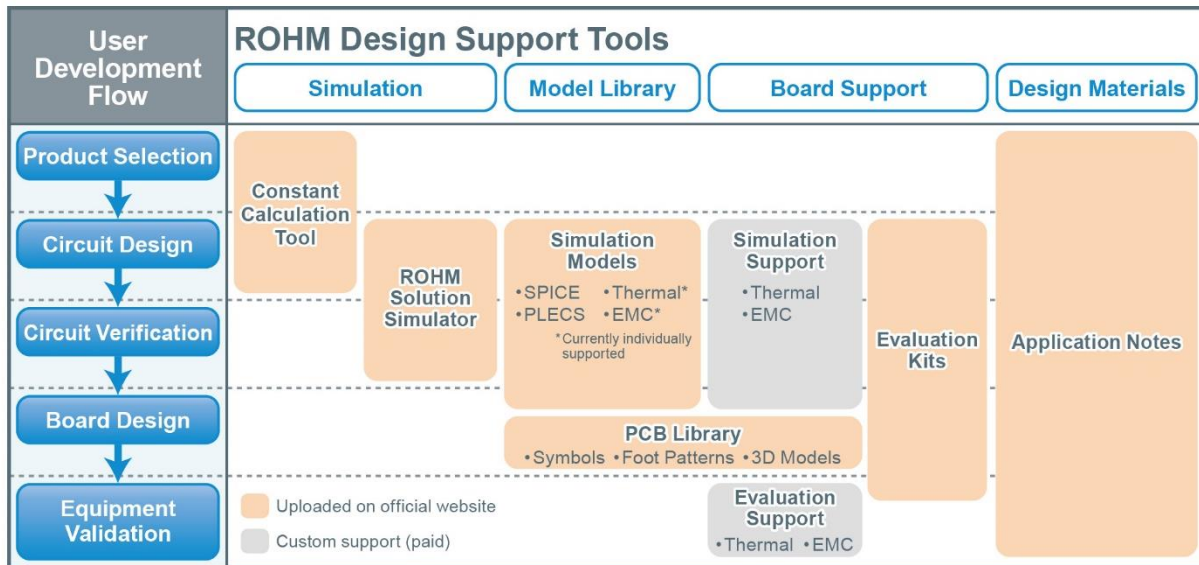 User
Development
Flow
ROHM Design Support Tools
Simulation
Model Library
Board Support
Design Materials
Product Selection
Circuit Design
Circuit Verification
Board Design
Equipment
Validation
Constant
Calculation
Tool
ROHM
Solution
Simulator
Simulation
Models
•SPICE •Thermal*
•PLECS •EMC*
*Currently individually
supported
Simulation
Support
•Thermal
•EMC
Evaluation
Kits
Application Notes
PCB Library
•Symbols •Foot Patterns •3D Models
Evaluation
Support
•Thermal •EMC
Uploaded on official website
Custom support (paid)